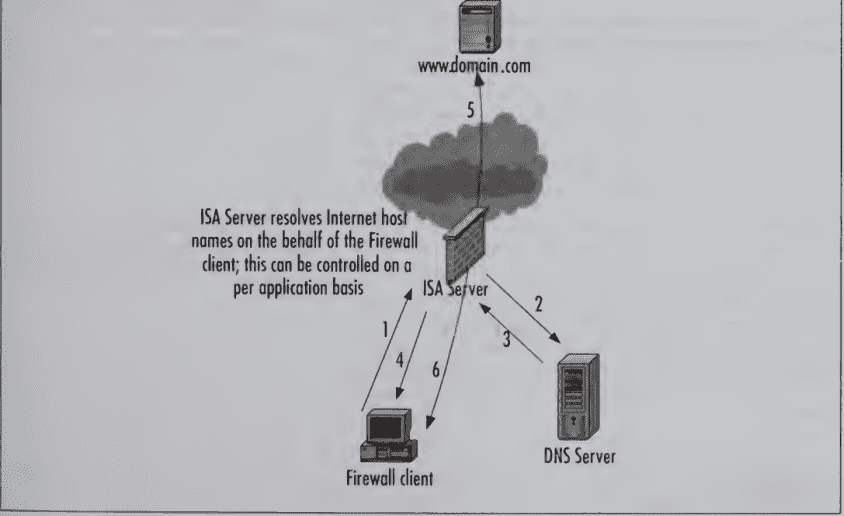 www.domain.com
5
ISA Server resolves Internet host
names on the behalf of the Firewall
client; this can be controlled on a
per application basis
ISA Server
1
4
6
2
3
Firewall client
DNS Server